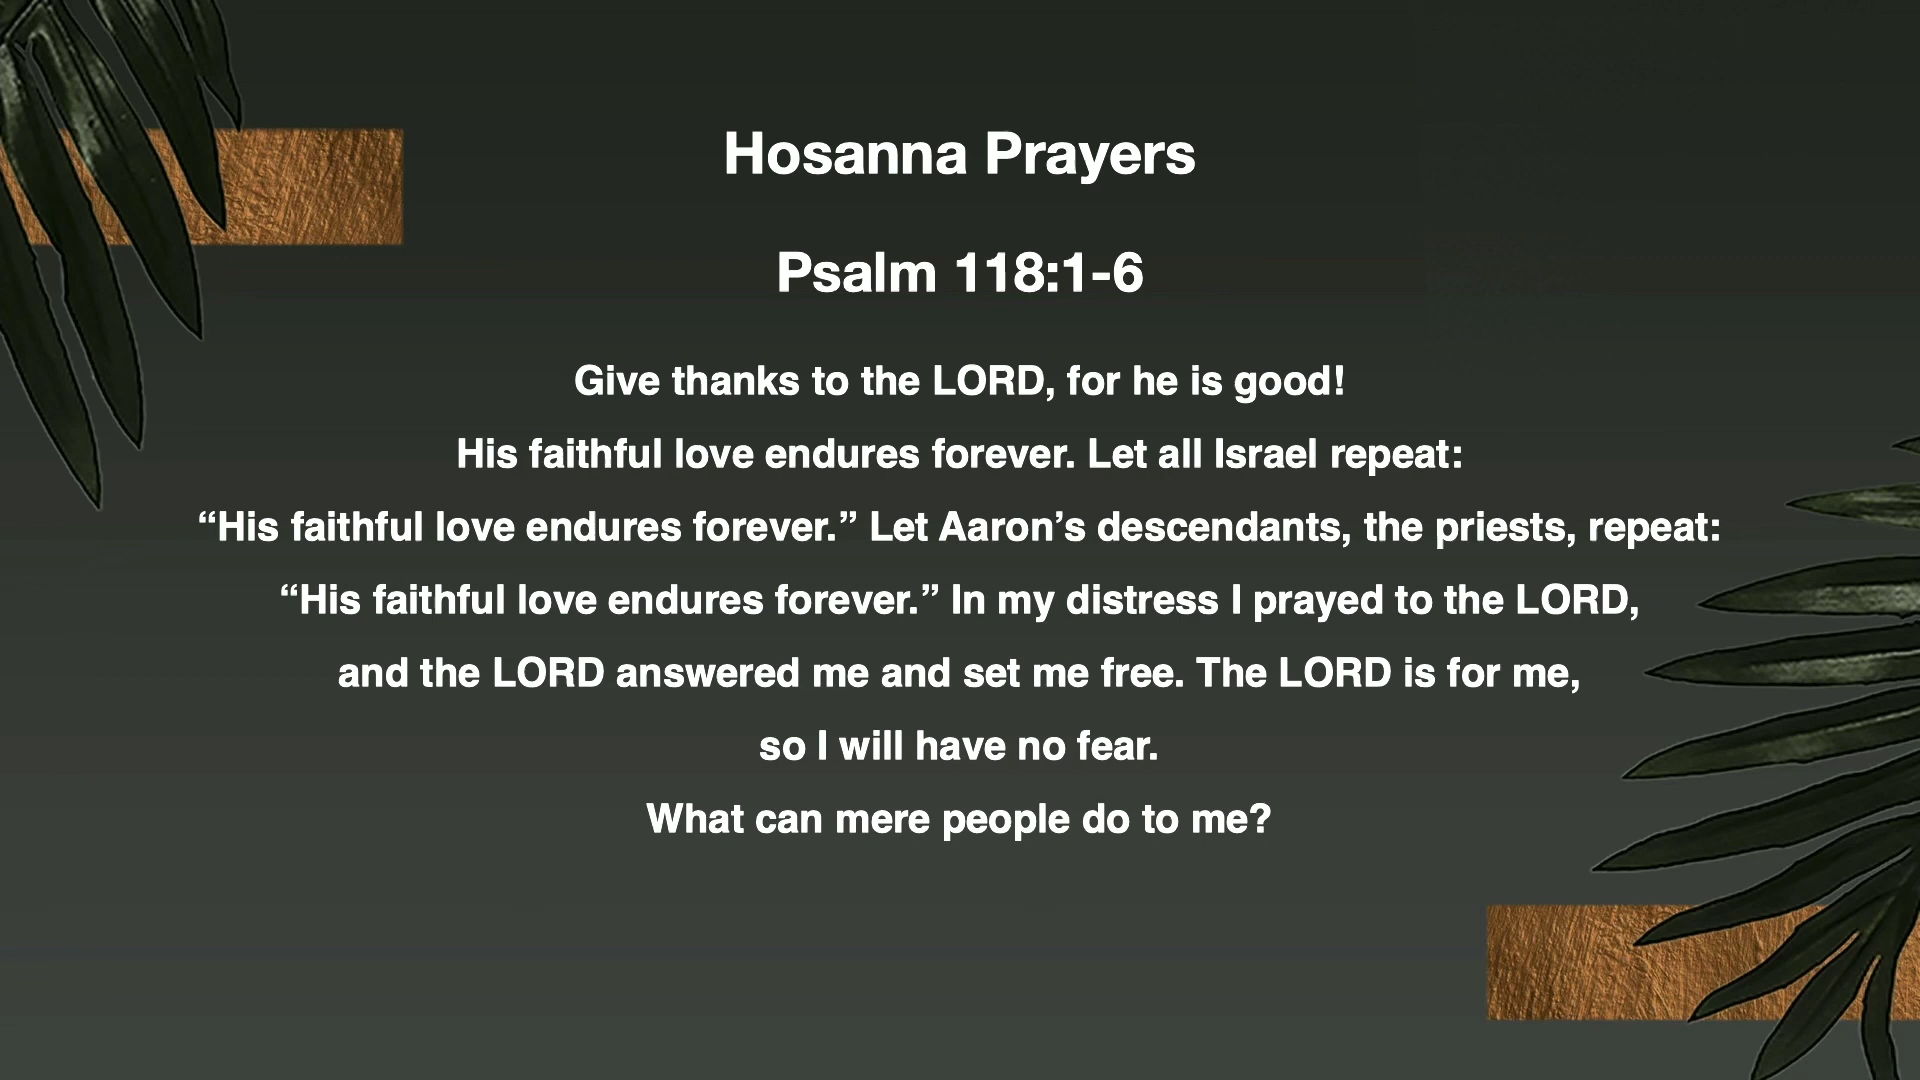 Hosanna Prayers
Psalm 118:1-6
Give thanks to the LORD, for he is good!
His faithful love endures forever. Let all Israel repeat:
“His faithful love endures forever.” Let Aaron’s descendants, the priests, repeat:
“His faithful love endures forever.” In my distress I prayed to the LORD,
and the LORD answered me and set me free. The LORD is for me,
so I will have no fear.
What can mere people do to me?